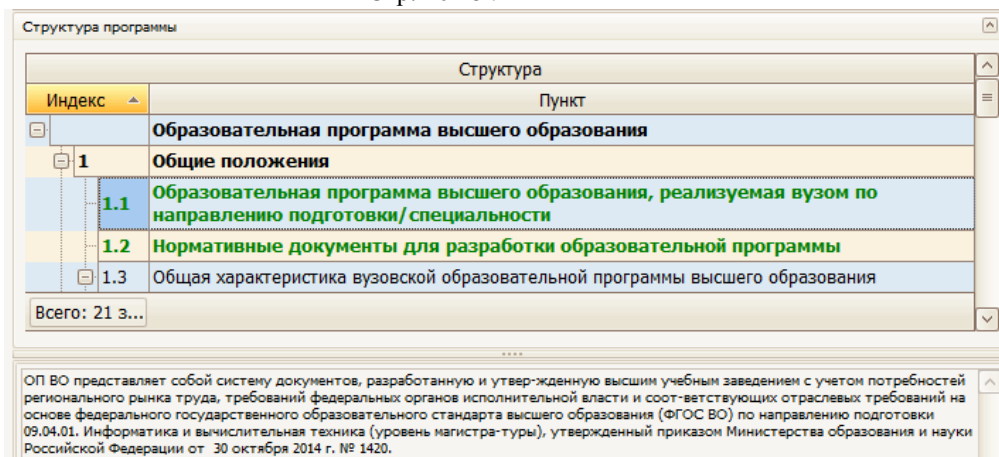 Структура программы
Структура
Индекс Пункт
Образовательная программа высшего образования
1 Общие положения
1.1 Образовательная программа высшего образования, реализуемая вузом по
направлению подготовки/специальности
1.2 Нормативные документы для разработки образовательной программы
1.3 Общая характеристика вузовской образовательной программы высшего образования
Всего: 21 з...
ОП ВО представляет собой систему документов, разработанную и утвер-жденную высшим учебным заведением с учетом потребностей
регионального рынка труда, требований федеральных органов исполнительной власти и соот-ветствующих отраслевых требований на
основе федерального государственного образовательного стандарта высшего образования (ФГОС ВО) по направлению подготовки
09.04.01. Информатика и вычислительная техника (уровень магистра-туры), утвержденный приказом Министерства образования и науки
Российской Федерации от 30 октября 2014 г. № 1420.